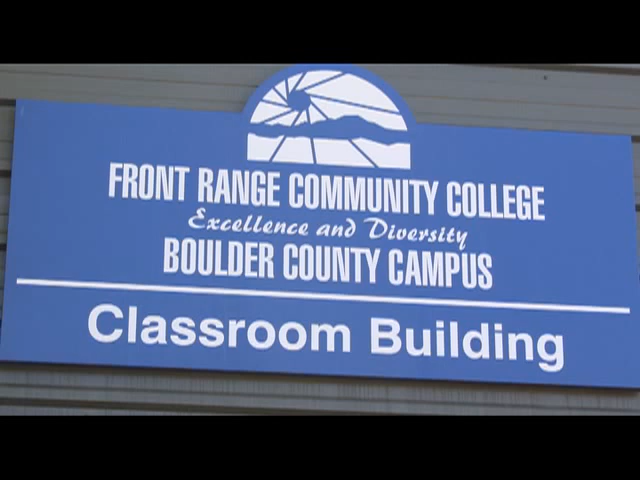 FRONT RANGE COMMUNITY COLLEGE
Excellence and Diversity
BOULDER COUNTY CAMPUS
Classroom Building